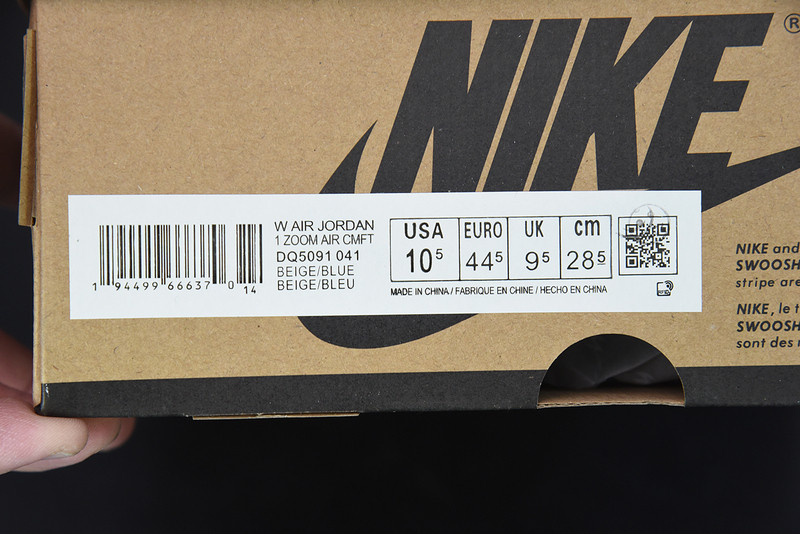 NIKE ®
W AIR JORDAN
1 ZOOM AIR CMFT
DQ5091 041
BEIGE/BLUE
BEIGE/BLEU
1 94499 66637 0 14
USA EURO UK cm
10⁵ 44⁵ 9⁵ 28⁵
MADE IN CHINA / FABRIQUE EN CHINE / HECHO EN CHINA
NIKE and
SWOOSH
stripe are
NIKE, le
SWOOSH
sont des